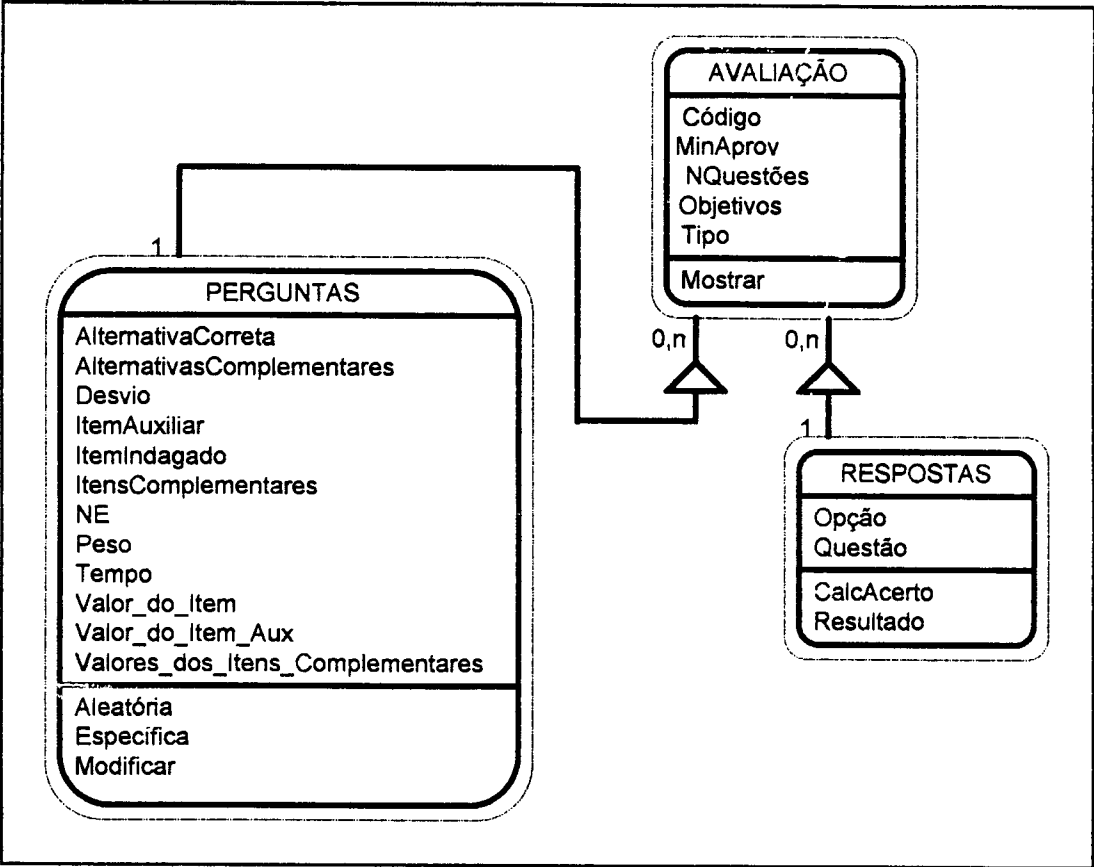 AVALIAÇÃO
Código
MinAprov
NQuestões
Objetivos
Tipo
Mostrar
0,n
0,n
1
PERGUNTAS
AlternativaCorreta
AlternativasComplementares
Desvio
ItemAuxiliar
ItemIndagado
ItensComplementares
NE
Peso
Tempo
Valor_do_Item
Valor_do_Item_Aux
Valores_dos_Itens_Complementares
Aleatória
Específica
Modificar
1
RESPOSTAS
Opção
Questão
CalcAcerto
Resultado